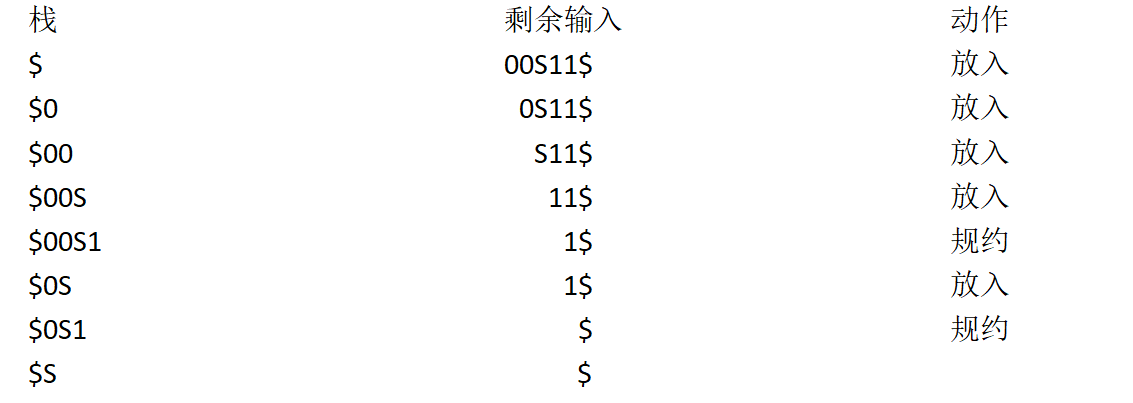 栈 剩余输入 动作
$ 00S11$ 放入
$0 0S11$ 放入
$00 S11$ 放入
$00S 11$ 放入
$00S1 1$ 规约
$0S 1$ 放入
$0S1 $ 规约
$S $